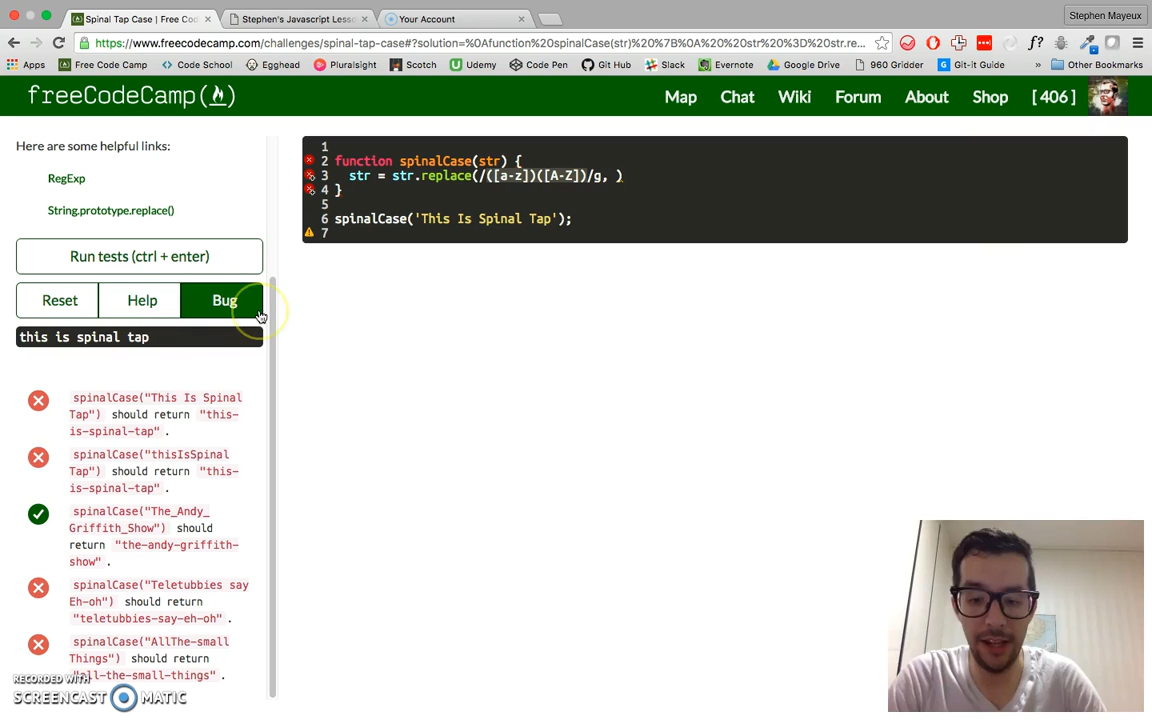 Spinal Tap Case | Free Cod
Stephen's Javascript Lesso
Your Account
Stephen Mayeux
https://www.freecodecamp.com/challenges/spinal-tap-case#?solution=%0Afunction%20spinalCase(str)%20%7B%0A%20%20str%20%3D%20str.re...
Apps
Free Code Camp
Code School
Egghead
Pluralsight
Scotch
Udemy
Code Pen
Git Hub
Slack
Evernote
Google Drive
960 Gridder
Git-it Guide
»
Other Bookmarks
freeCodeCamp
Map
Chat
Wiki
Forum
About
Shop
[ 406 ]
Here are some helpful links:
RegExp
String.prototype.replace()
Run tests (ctrl + enter)
Reset
Help
Bug
this is spinal tap
spinalCase("This Is Spinal
Tap") should return "this-
is-spinal-tap".
spinalCase("thisIsSpinal
Tap") should return "this-
is-spinal-tap".
spinalCase("The_Andy_
Griffith_Show") should
return "the-andy-griffith-
show".
spinalCase("Teletubbies say
Eh-oh") should return
"teletubbies-say-eh-oh".
spinalCase("AllThe-small
Things") should return
"all-the-small-things".
RECORDED WITH
SCREENCAST MATIC
1
2 function spinalCase(str) {
3 str = str.replace(/([a-z])([A-Z])/g, )
4 }
5
6 spinalCase('This Is Spinal Tap');
7